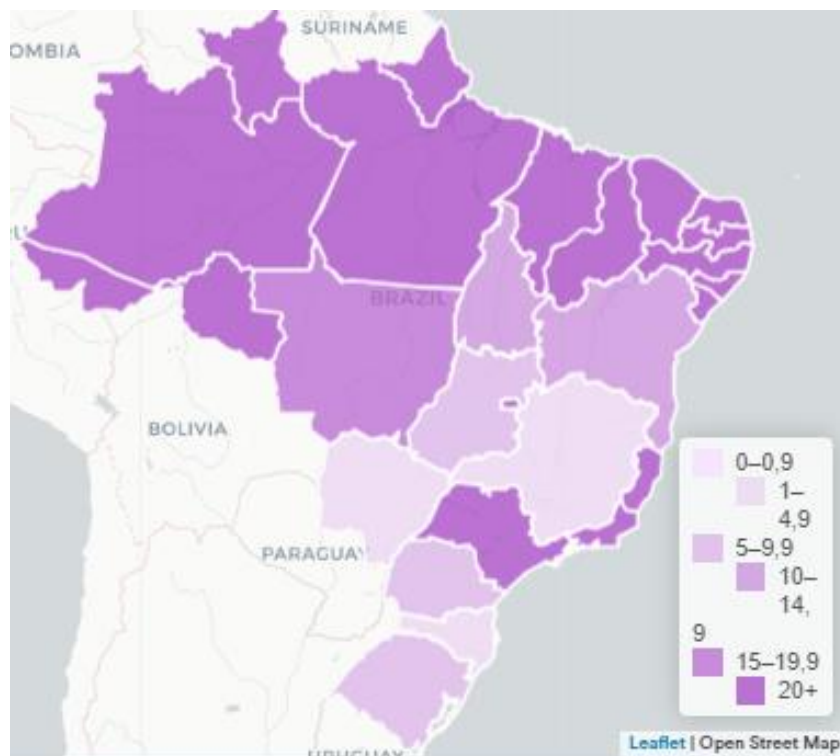 SURINAME
OMBIA
BRAZIL
BOLIVIA
0–0,9
1–
4,9
PARAGUAY
5–9,9
10–
14,
9
15–19,9
20+
URUGUAY
Leaflet | Open Street Map